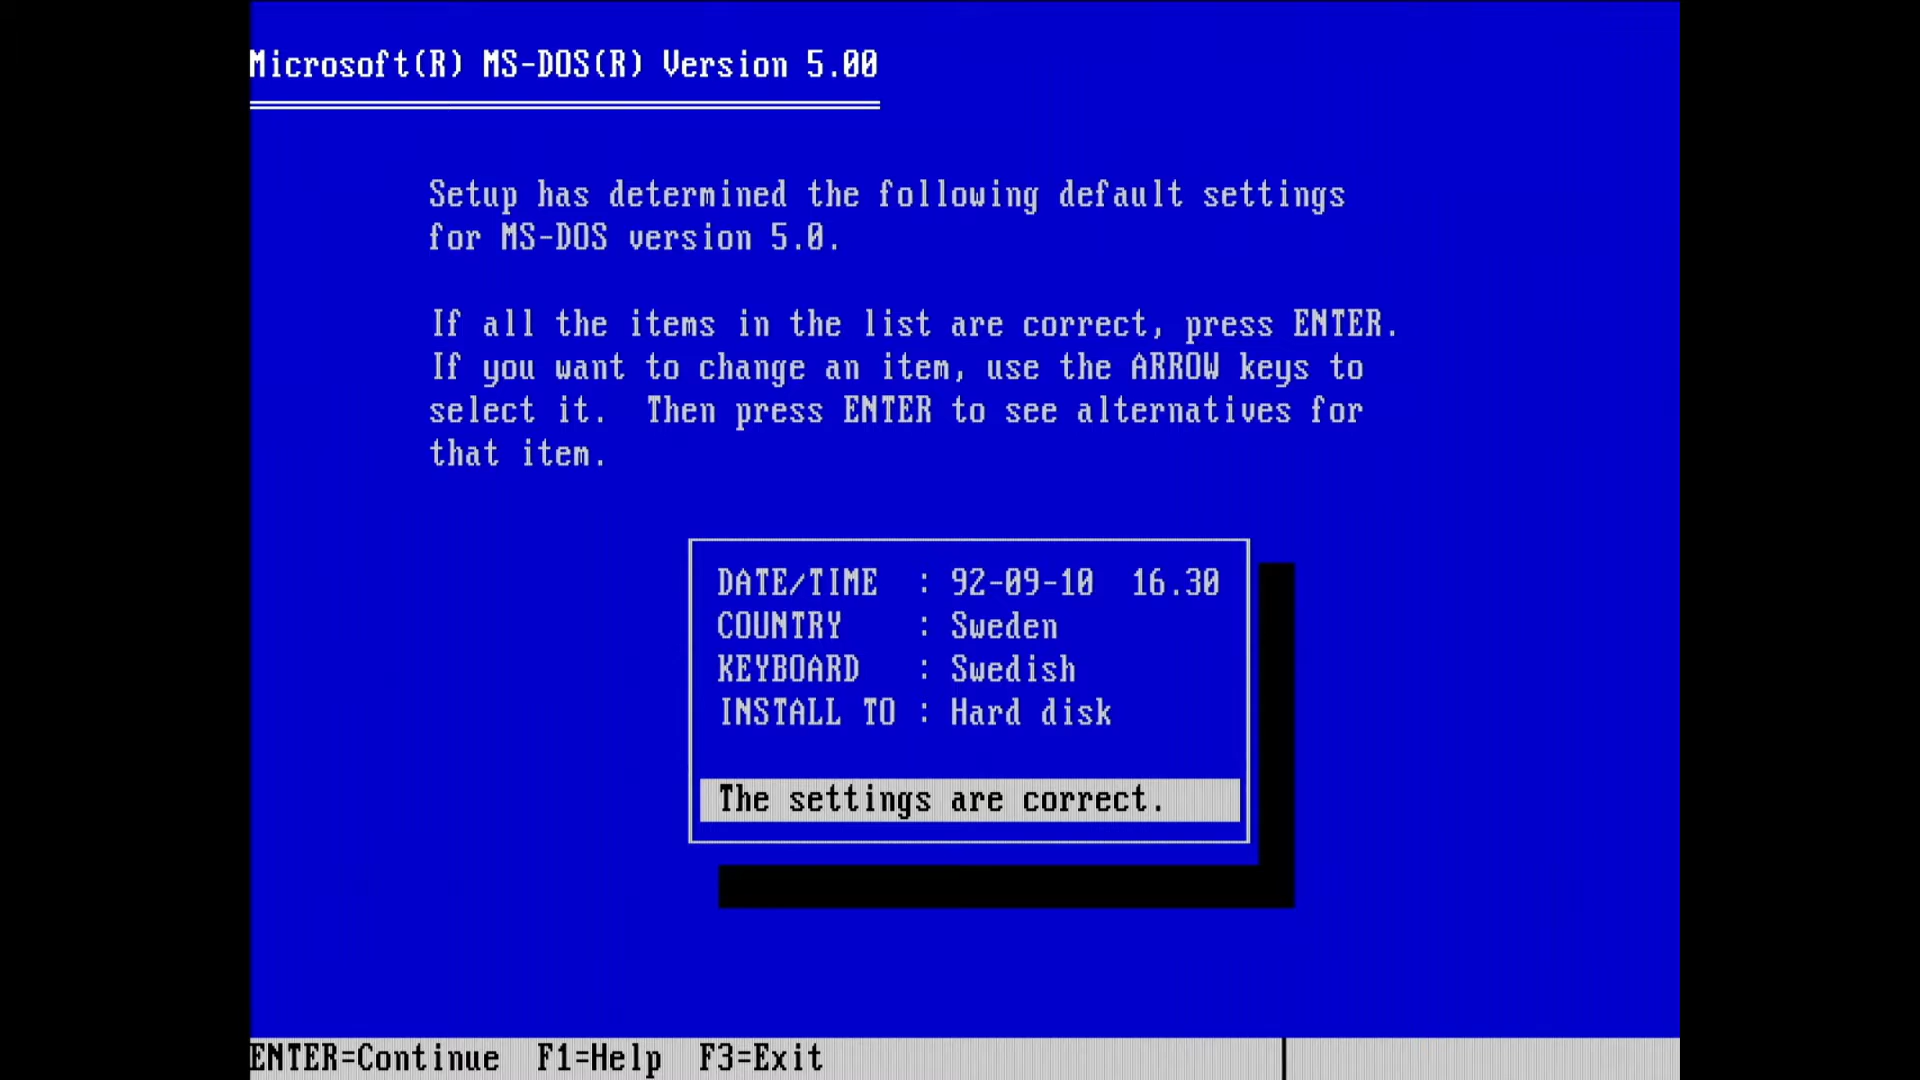 Microsoft(R) MS-DOS(R) Version 5.00
Setup has determined the following default settings
for MS-DOS version 5.0.
If all the items in the list are correct, press ENTER.
If you want to change an item, use the ARROW keys to
select it.  Then press ENTER to see alternatives for
that item.
DATE/TIME  : 92-09-10  16.30
COUNTRY    : Sweden
KEYBOARD   : Swedish
INSTALL TO : Hard disk
The settings are correct.
ENTER=Continue  F1=Help  F3=Exit